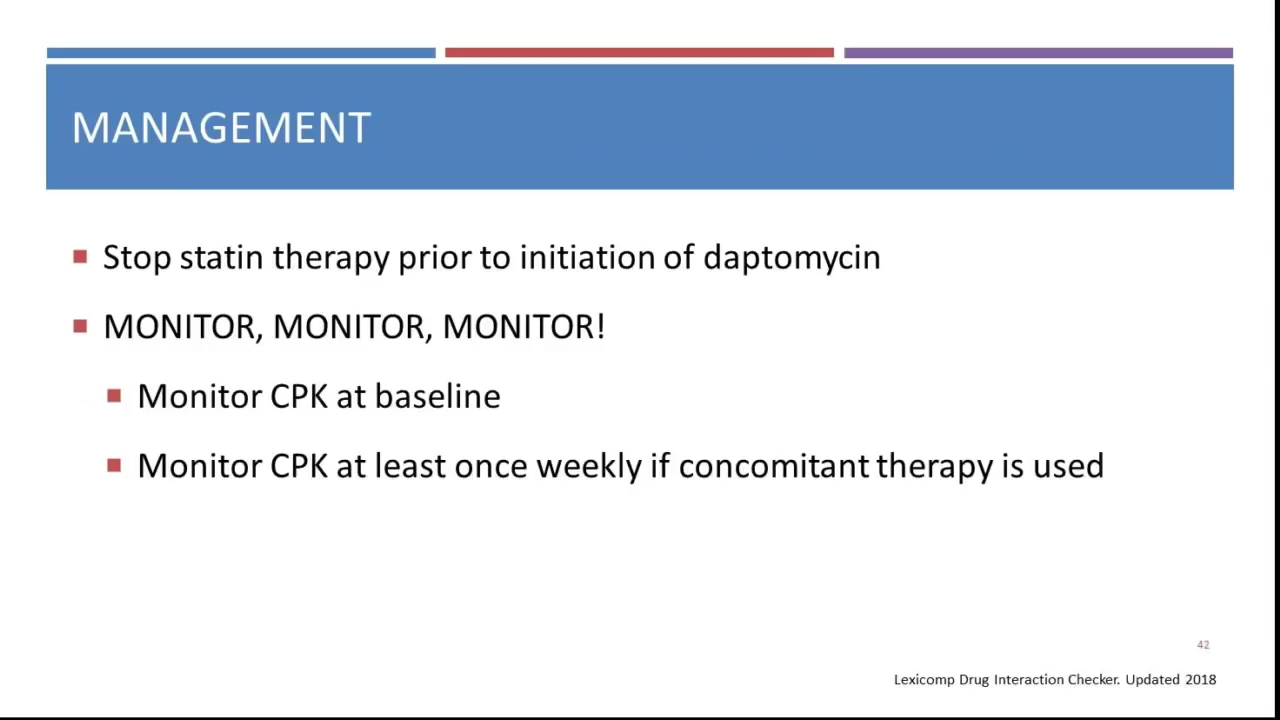 MANAGEMENT
Stop statin therapy prior to initiation of daptomycin
MONITOR, MONITOR, MONITOR!
Monitor CPK at baseline
Monitor CPK at least once weekly if concomitant therapy is used
42
Lexicomp Drug Interaction Checker. Updated 2018